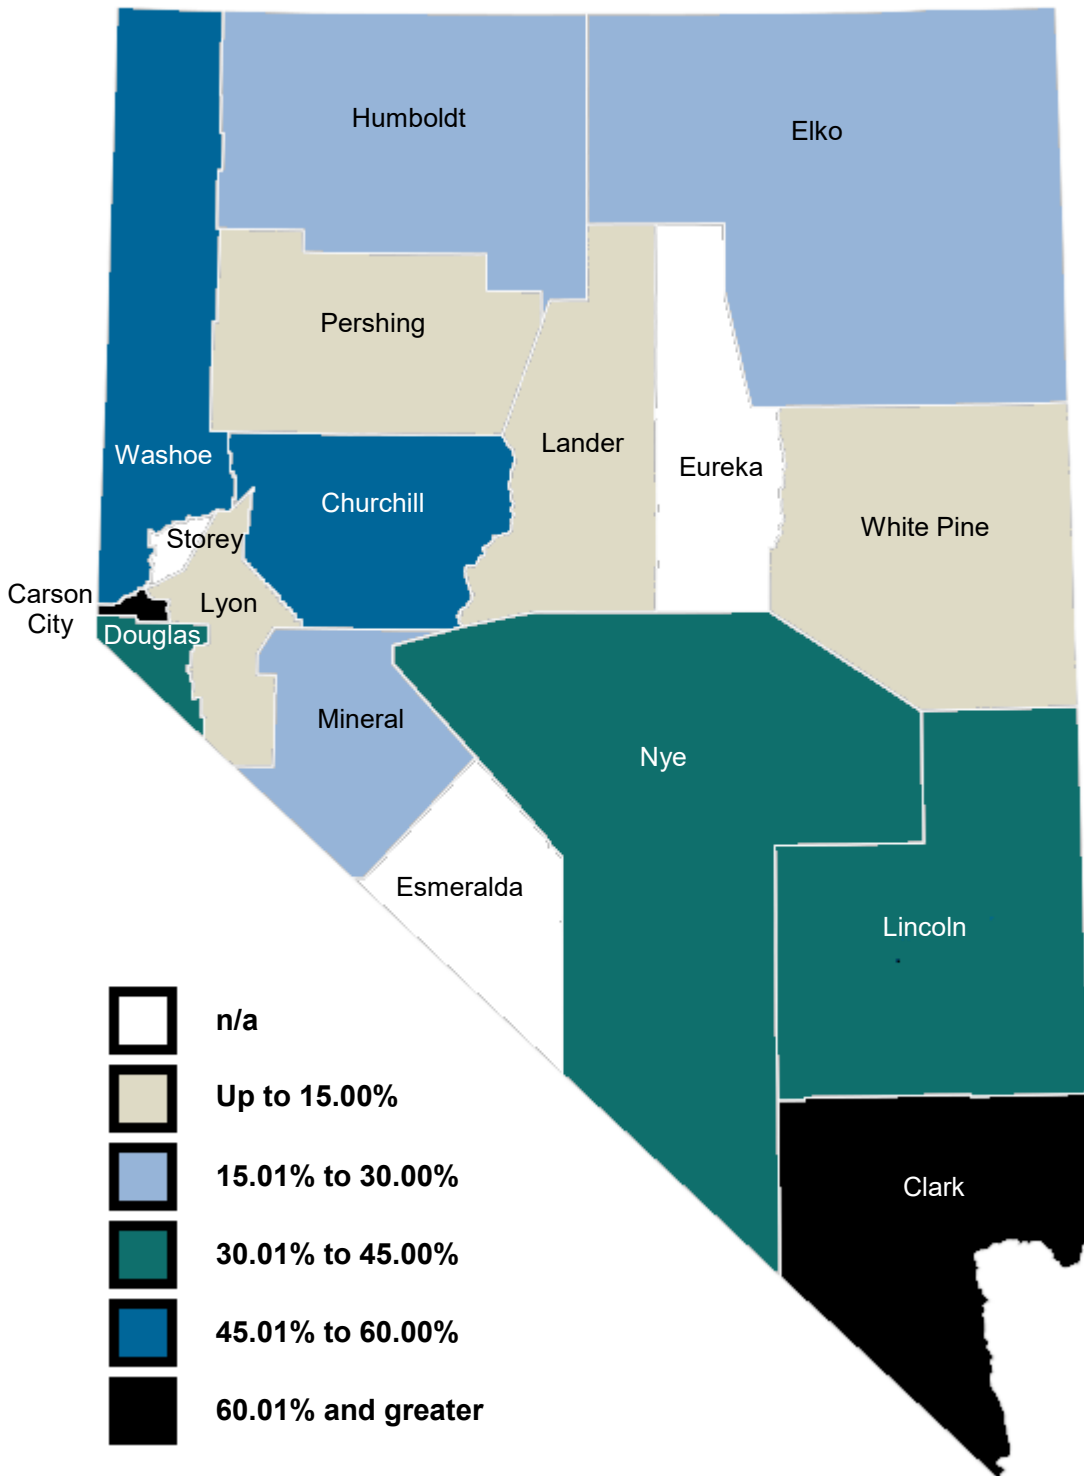 Humboldt
Elko
Pershing
Lander
Washoe
Eureka
Churchill
White Pine
Storey
Carson
City
Lyon
Douglas
Mineral
Nye
Esmeralda
Lincoln
n/a
Up to 15.00%
15.01% to 30.00%
Clark
30.01% to 45.00%
45.01% to 60.00%
60.01% and greater